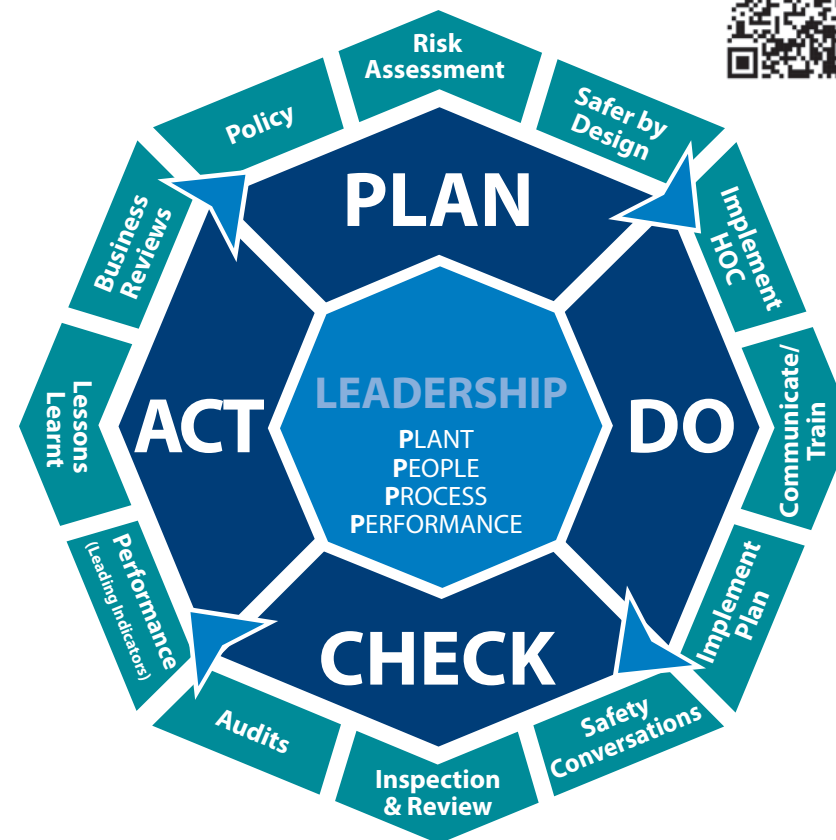 Risk
Assessment
Safer by
Design
Implement
HOC
Communicate/
Train
Implement
Plan
Safety
Conversations
Inspection
& Review
Audits
Performance
(Leading Indicators)
Lessons
Learnt
Business
Reviews
Policy
PLAN
DO
CHECK
ACT
LEADERSHIP
PLANT
PEOPLE
PROCESS
PERFORMANCE